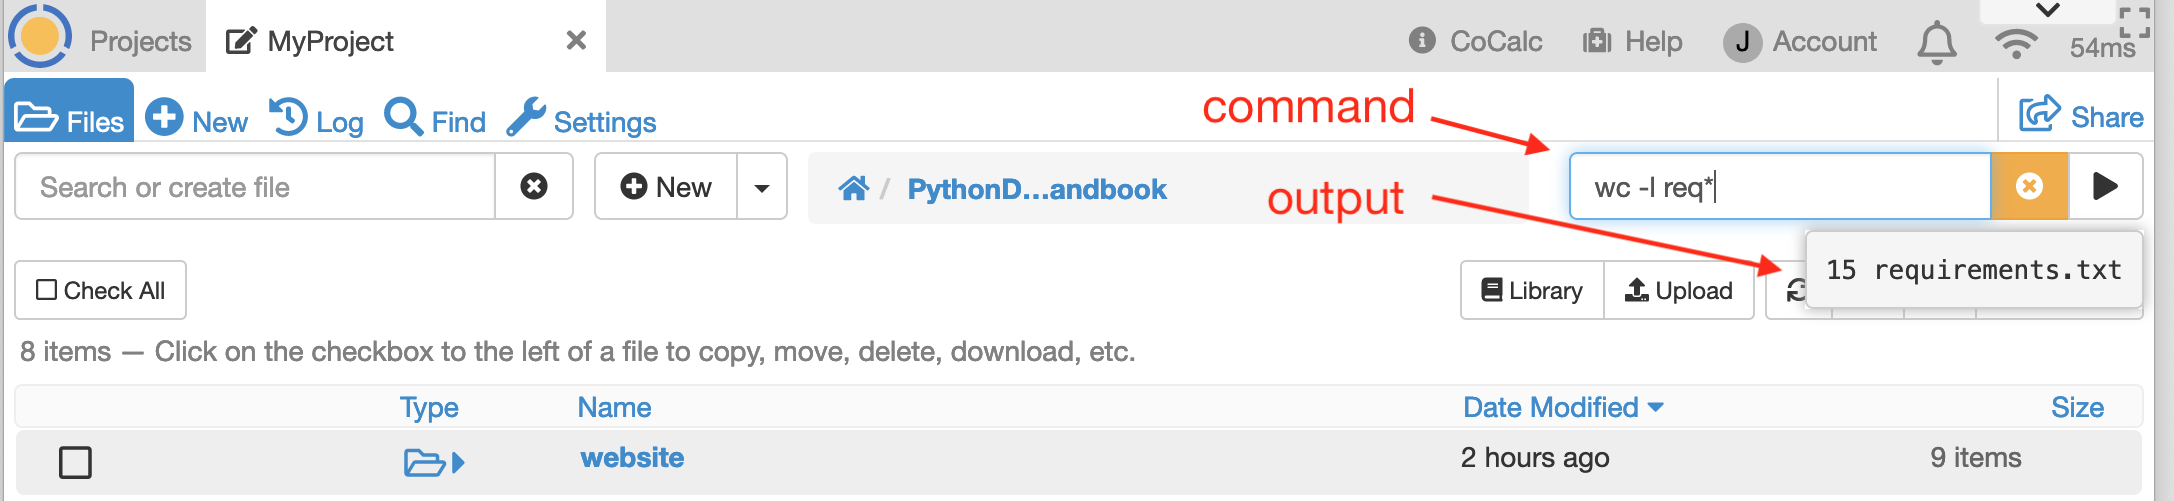 Projects MyProject CoCalc Help J Account 54ms
Files New Log Find Settings command Share
Search or create file New / PythonD...andbook wc -l req*
output
15 requirements.txt
Check All Library Upload
8 items — Click on the checkbox to the left of a file to copy, move, delete, download, etc.
Type Name Date Modified Size
website 2 hours ago 9 items